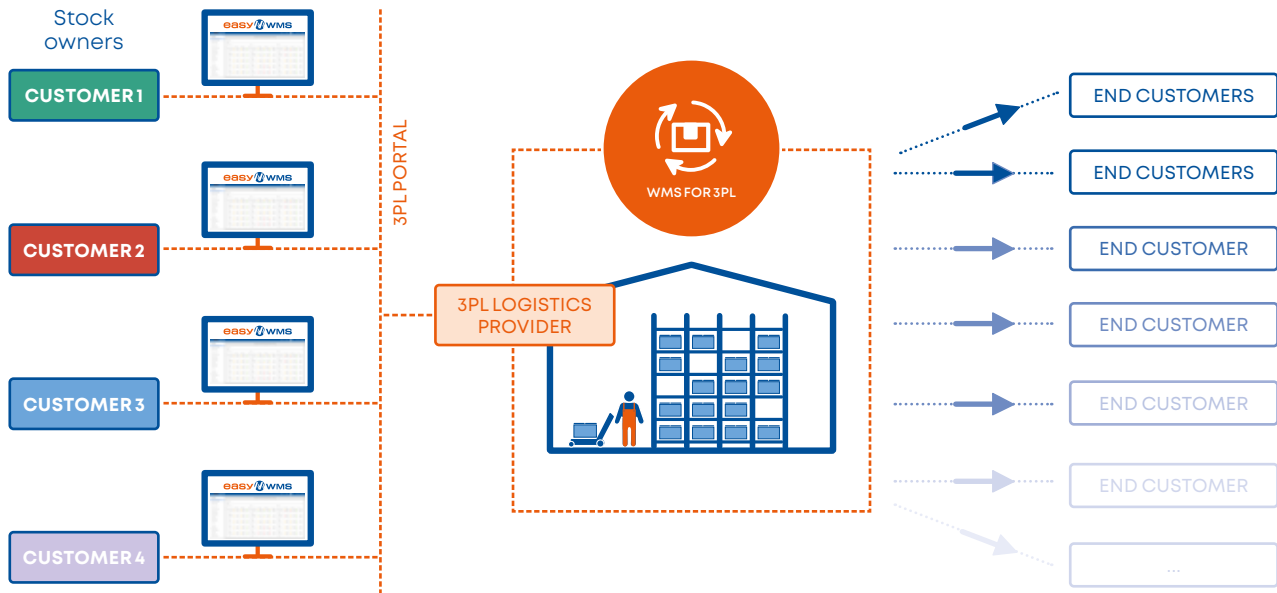 Stock
owners
easy WMS
CUSTOMER 1
easy WMS
CUSTOMER 2
easy WMS
CUSTOMER 3
easy WMS
CUSTOMER 4
3PL PORTAL
WMS FOR 3PL
3PL LOGISTICS
PROVIDER
END CUSTOMERS
END CUSTOMERS
END CUSTOMER
END CUSTOMER
END CUSTOMER
END CUSTOMER
...